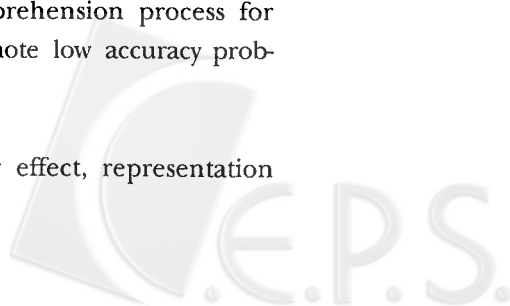 prehension process for
note low accuracy prob-
effect, representation
C.E.P.S.